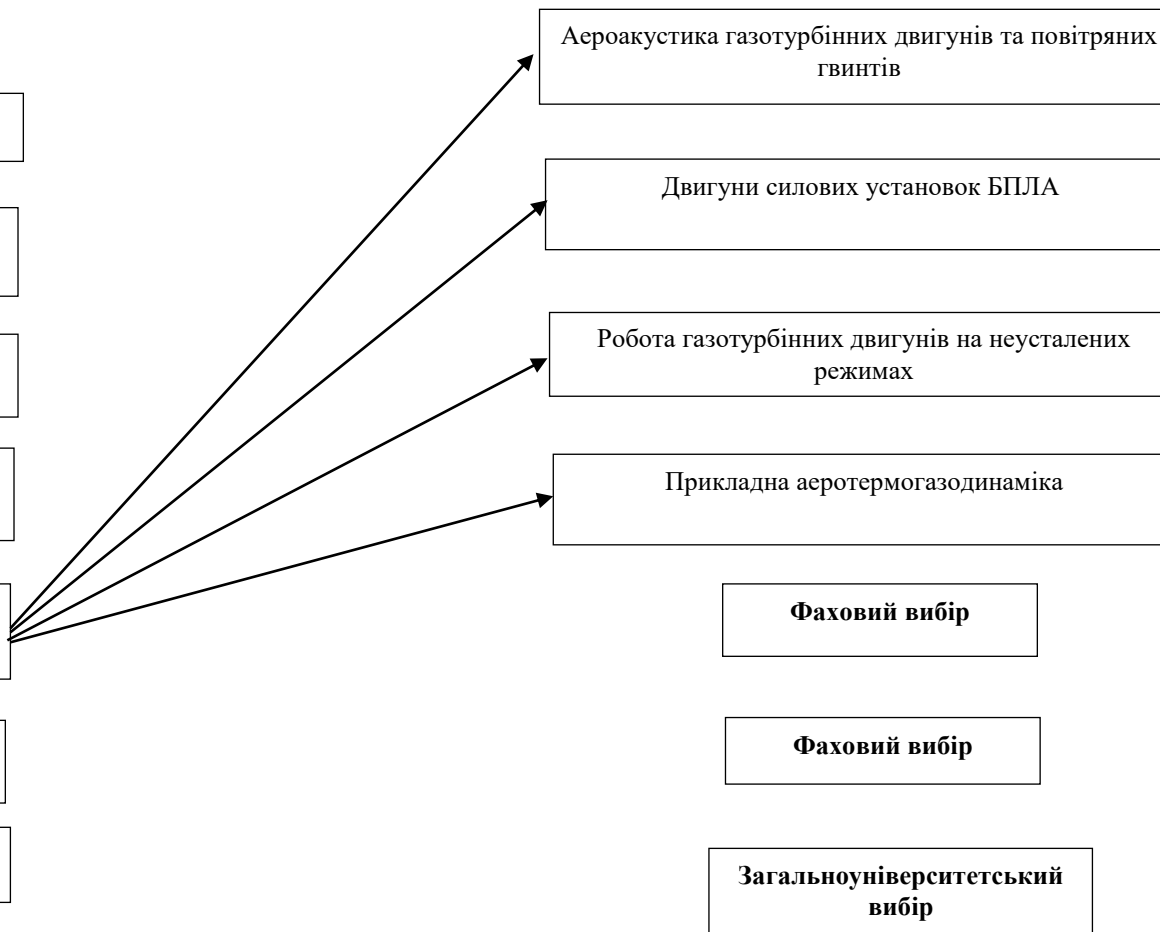 Аероакустика газотурбінних двигунів та повітряних
гвинтів
Двигуни силових установок БПЛА
Робота газотурбінних двигунів на неусталених
режимах
Прикладна аеротермогазодинаміка
Фаховий вибір
Фаховий вибір
Загальноуніверситетський
вибір